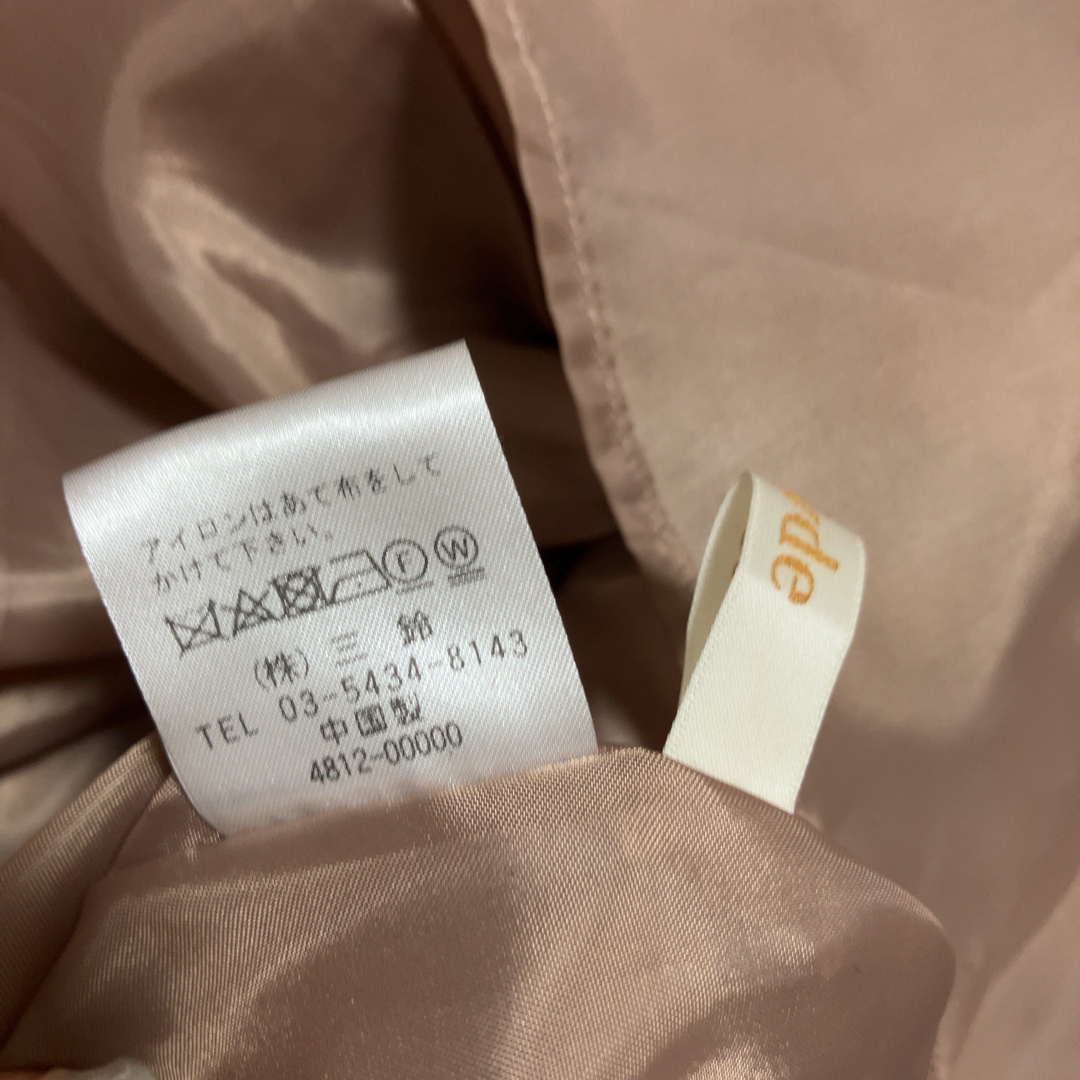 アイロンはあて布をして
かけて下さい。
F W
(株) 三鈴
TEL 03-5434-8143
中国製
4812-00000
de